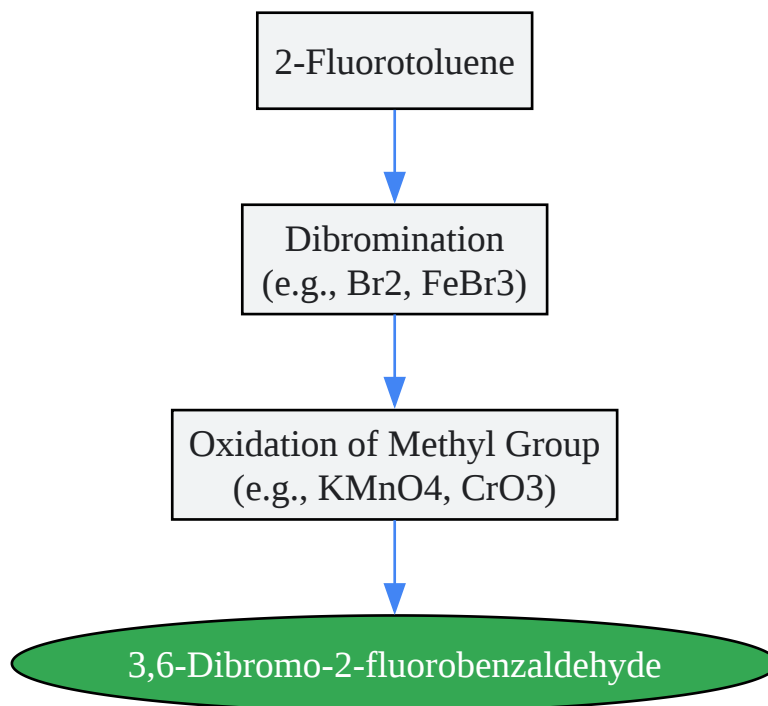 2-Fluorotoluene
Dibromination
(e.g., Br2, FeBr3)
Oxidation of Methyl Group
(e.g., KMnO4, CrO3)
3,6-Dibromo-2-fluorobenzaldehyde